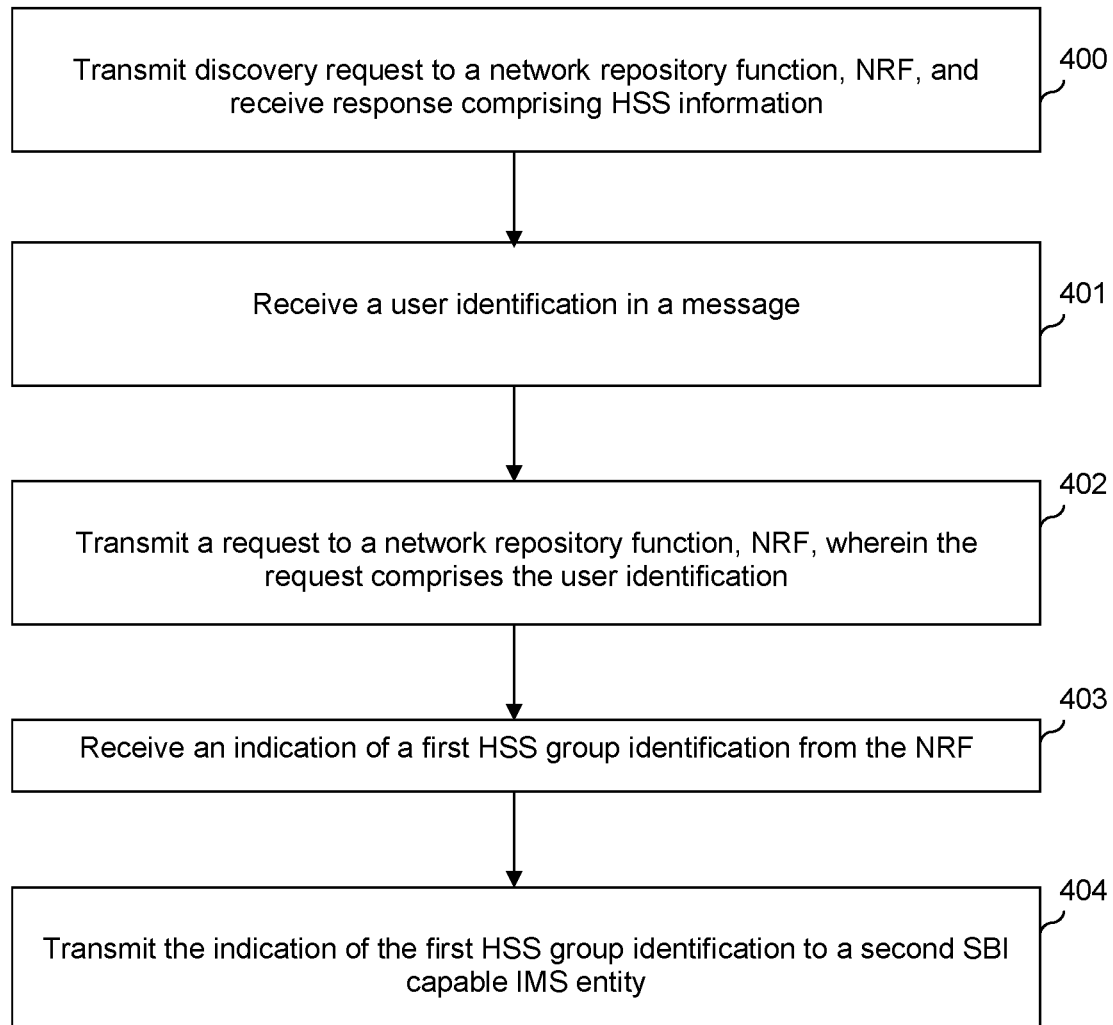 Transmit discovery request to a network repository function, NRF, and
receive response comprising HSS information
400
Receive a user identification in a message
401
Transmit a request to a network repository function, NRF, wherein the
request comprises the user identification
402
Receive an indication of a first HSS group identification from the NRF
403
Transmit the indication of the first HSS group identification to a second SBI
capable IMS entity
404